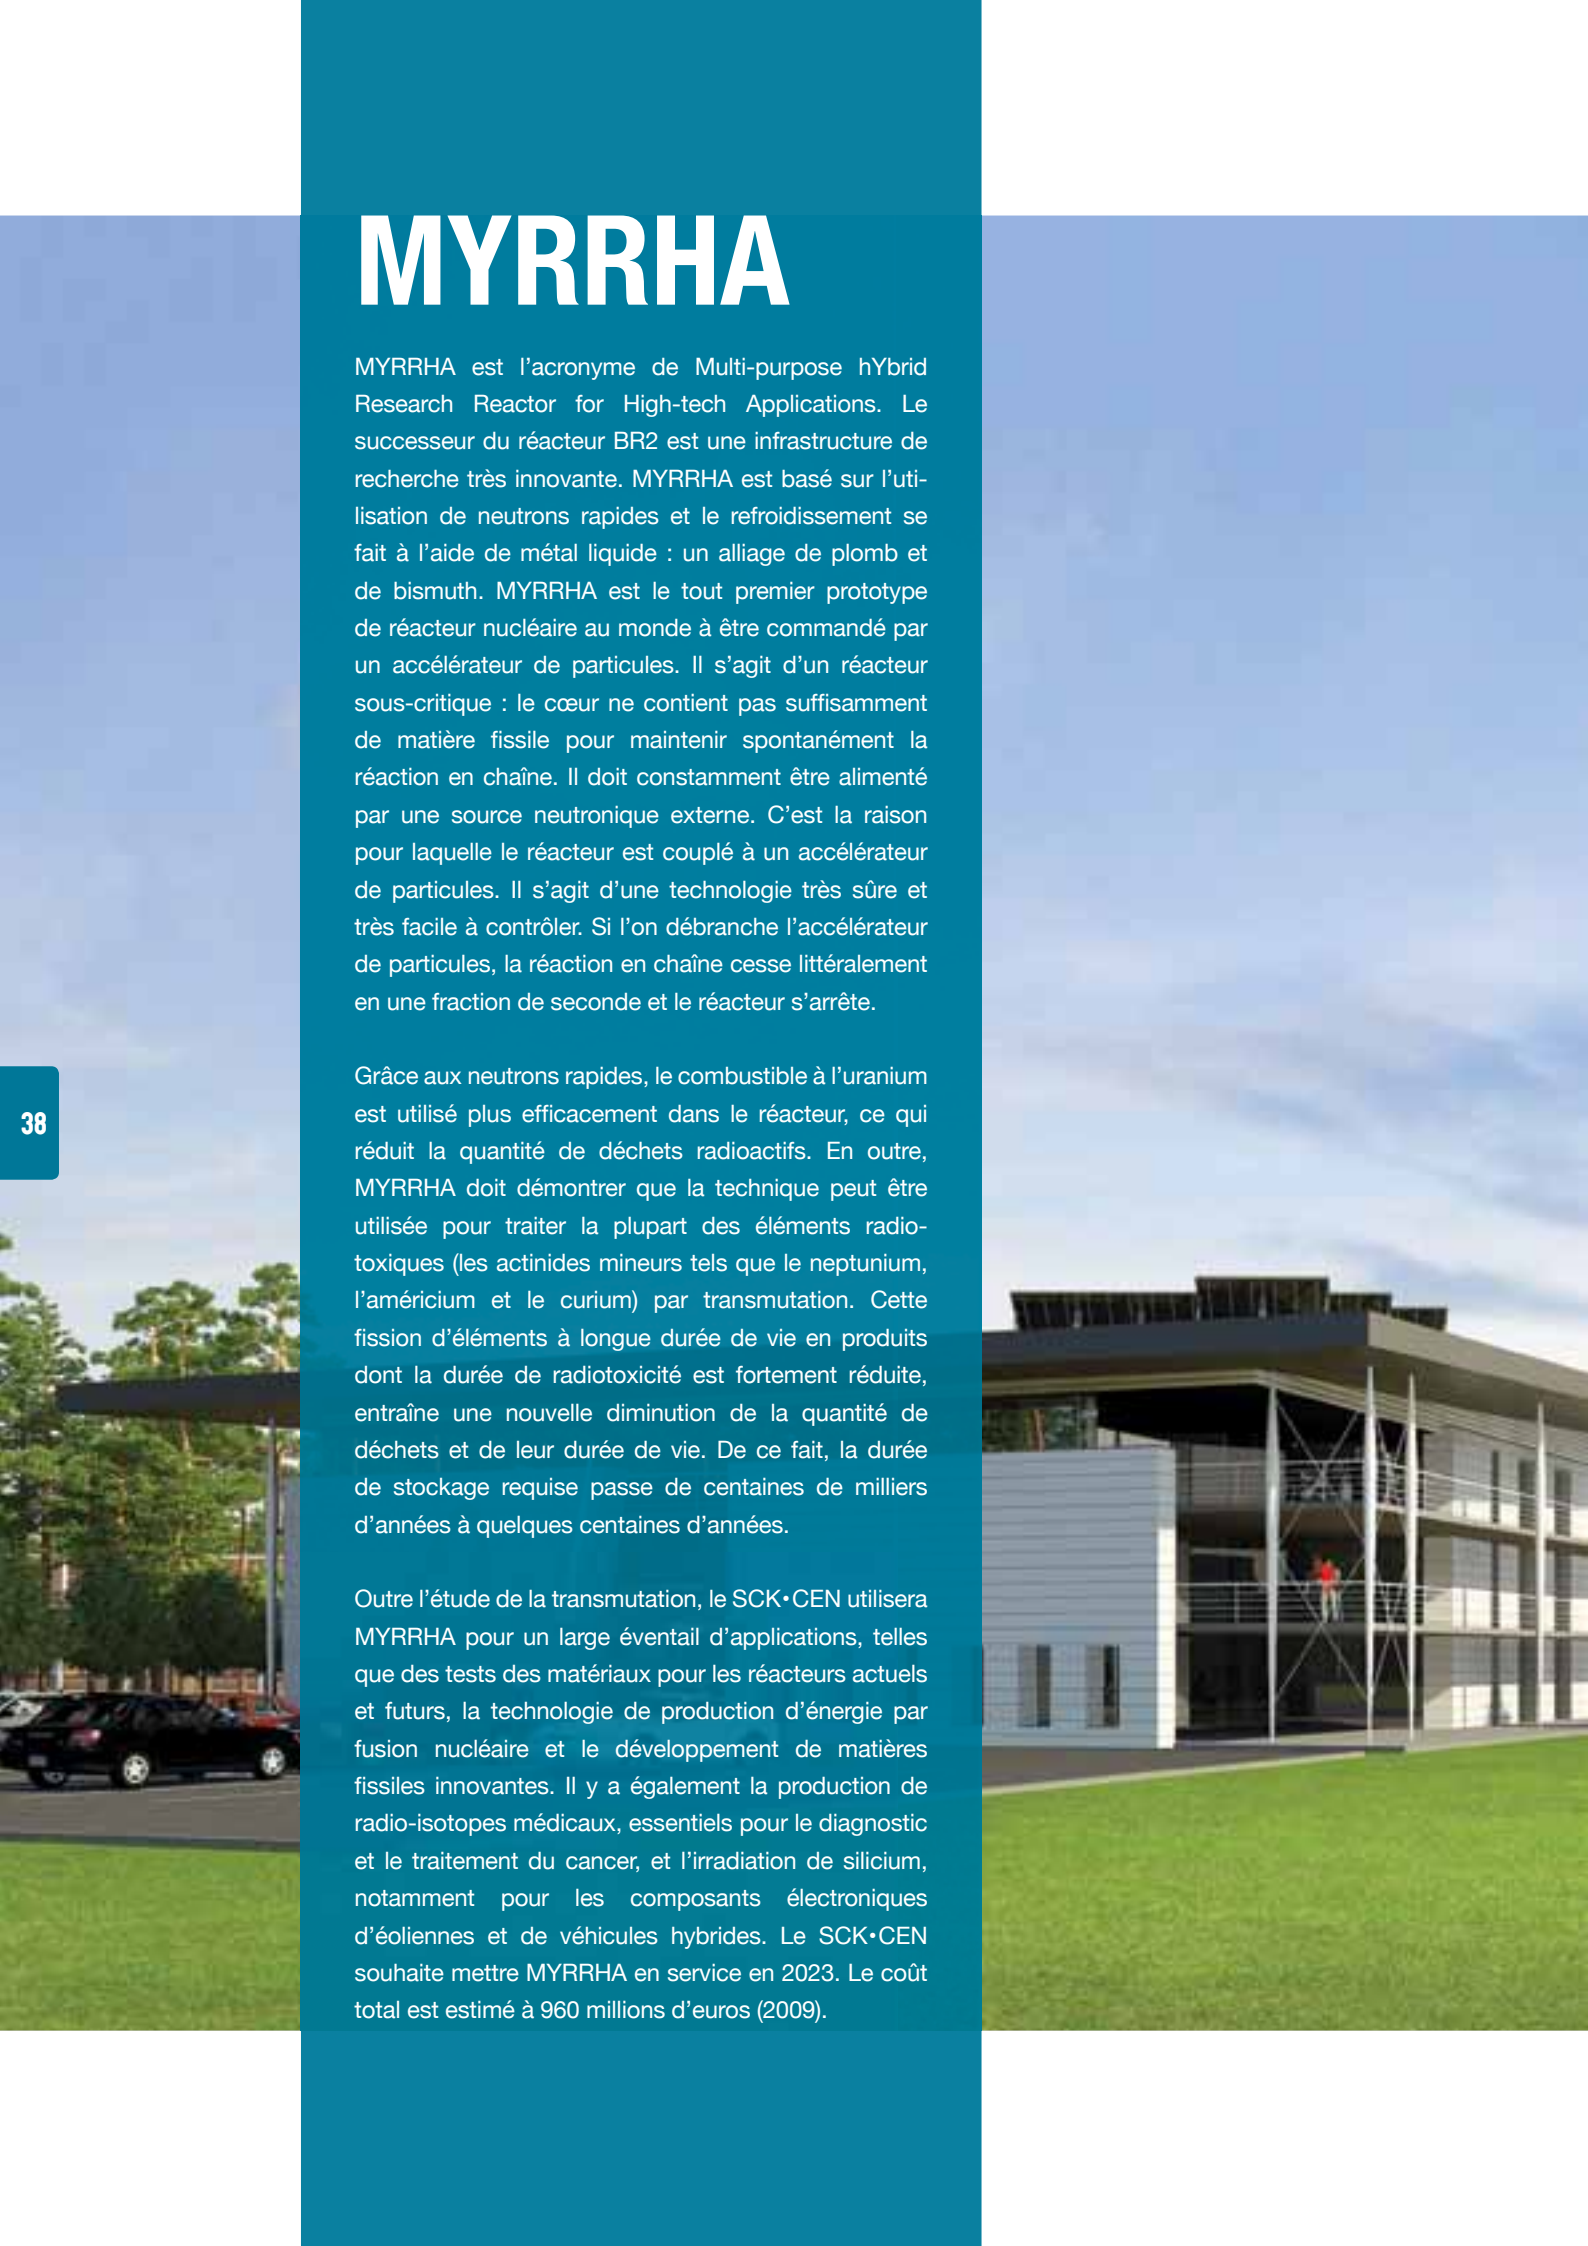 MYRRHA
MYRRHA est l’acronyme de Multi-purpose hYbrid
Research Reactor for High-tech Applications. Le
successeur du réacteur BR2 est une infrastructure de
recherche très innovante. MYRRHA est basé sur l’uti-
lisation de neutrons rapides et le refroidissement se
fait à l’aide de métal liquide : un alliage de plomb et
de bismuth. MYRRHA est le tout premier prototype
de réacteur nucléaire au monde à être commandé par
un accélérateur de particules. Il s’agit d’un réacteur
sous-critique : le cœur ne contient pas suffisamment
de matière fissile pour maintenir spontanément la
réaction en chaîne. Il doit constamment être alimenté
par une source neutronique externe. C’est la raison
pour laquelle le réacteur est couplé à un accélérateur
de particules. Il s’agit d’une technologie très sûre et
très facile à contrôler. Si l’on débranche l’accélérateur
de particules, la réaction en chaîne cesse littéralement
en une fraction de seconde et le réacteur s’arrête.
Grâce aux neutrons rapides, le combustible à l’uranium
est utilisé plus efficacement dans le réacteur, ce qui
réduit la quantité de déchets radioactifs. En outre,
MYRRHA doit démontrer que la technique peut être
utilisée pour traiter la plupart des éléments radio-
toxiques (les actinides mineurs tels que le neptunium,
l’américium et le curium) par transmutation. Cette
fission d’éléments à longue durée de vie en produits
dont la durée de radiotoxicité est fortement réduite,
entraîne une nouvelle diminution de la quantité de
déchets et de leur durée de vie. De ce fait, la durée
de stockage requise passe de centaines de milliers
d’années à quelques centaines d’années.
Outre l’étude de la transmutation, le SCK•CEN utilisera
MYRRHA pour un large éventail d’applications, telles
que des tests des matériaux pour les réacteurs actuels
et futurs, la technologie de production d’énergie par
fusion nucléaire et le développement de matières
fissiles innovantes. Il y a également la production de
radio-isotopes médicaux, essentiels pour le diagnostic
et le traitement du cancer, et l’irradiation de silicium,
notamment pour les composants électroniques
d’éoliennes et de véhicules hybrides. Le SCK•CEN
souhaite mettre MYRRHA en service en 2023. Le coût
total est estimé à 960 millions d’euros (2009).
38